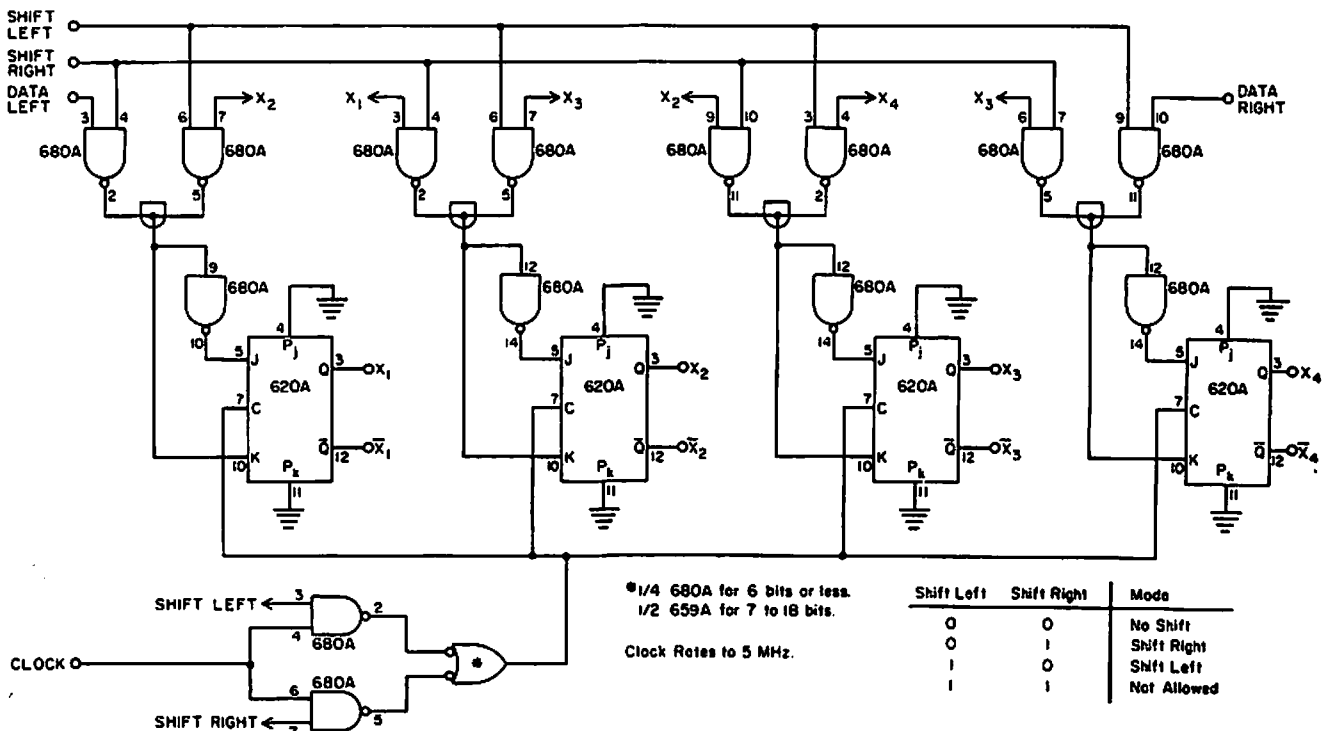 SHIFT
LEFT
SHIFT
RIGHT
DATA
LEFT
X2
X1
X3
X2
X4
X3
DATA
RIGHT
3 4 6 7 3 4 6 7 9 10 3 4 6 7 9 10
680A 680A 680A 680A 680A 680A 680A 680A
2 5 2 5 11 2 5 11
9 12 12 12
680A 680A 680A 680A
10 14 14 14
4 4 4 4
Pj Pj Pj Pj
5 J Q 3 X1
5 J Q 3 X2
5 J Q 3 X3
5 J Q 3 X4
620A 620A 620A 620A
7 C 7 C 7 C 7 C
10 K Q̅ 12 X̅1
10 K Q̅ 12 X̅2
10 K Q̅ 12 X̅3
10 K Q̅ 12 X̅4
Pk Pk Pk Pk
11 11 11 11
SHIFT LEFT 3 2
4 680A
CLOCK
*
680A
6 5
SHIFT RIGHT 7
*1/4 680A for 6 bits or less.
1/2 659A for 7 to 18 bits.
Clock Rates to 5 MHz.
Shift Left Shift Right Mode
0 0 No Shift
0 1 Shift Right
1 0 Shift Left
1 1 Not Allowed